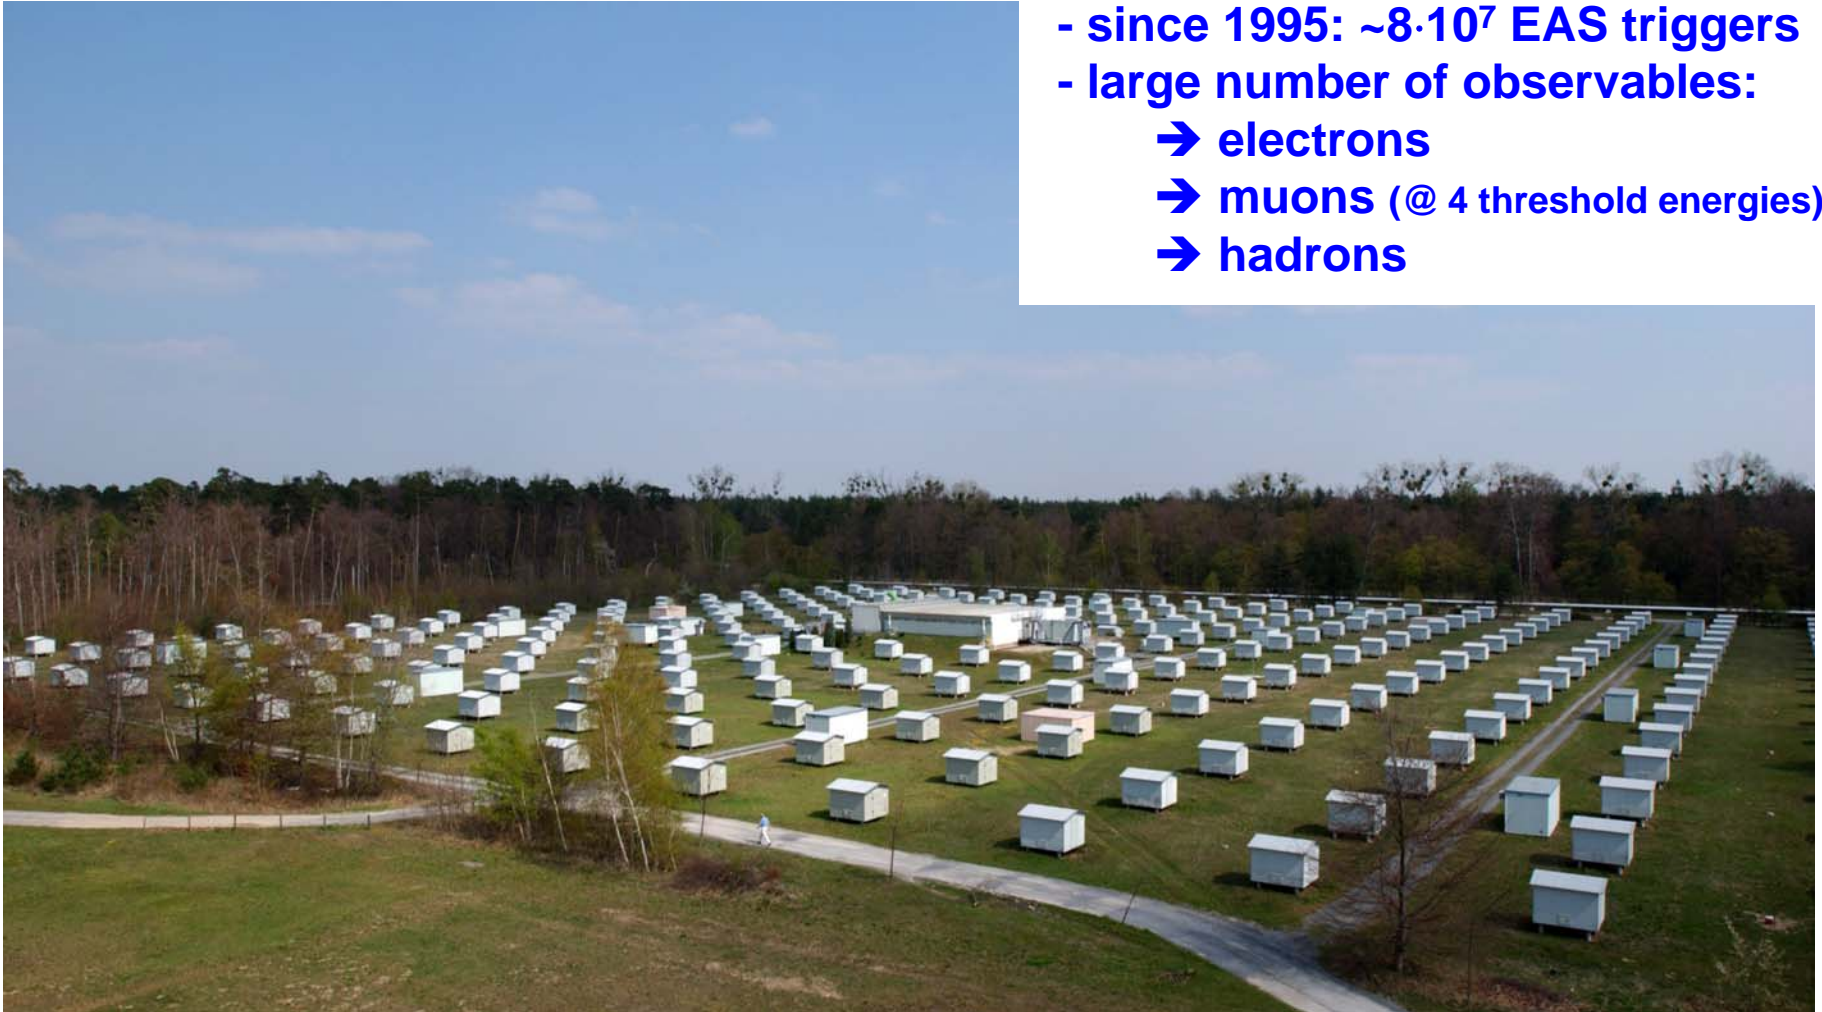 - since 1995: ~8·10⁷ EAS triggers
- large number of observables:
➔ electrons
➔ muons (@ 4 threshold energies)
➔ hadrons